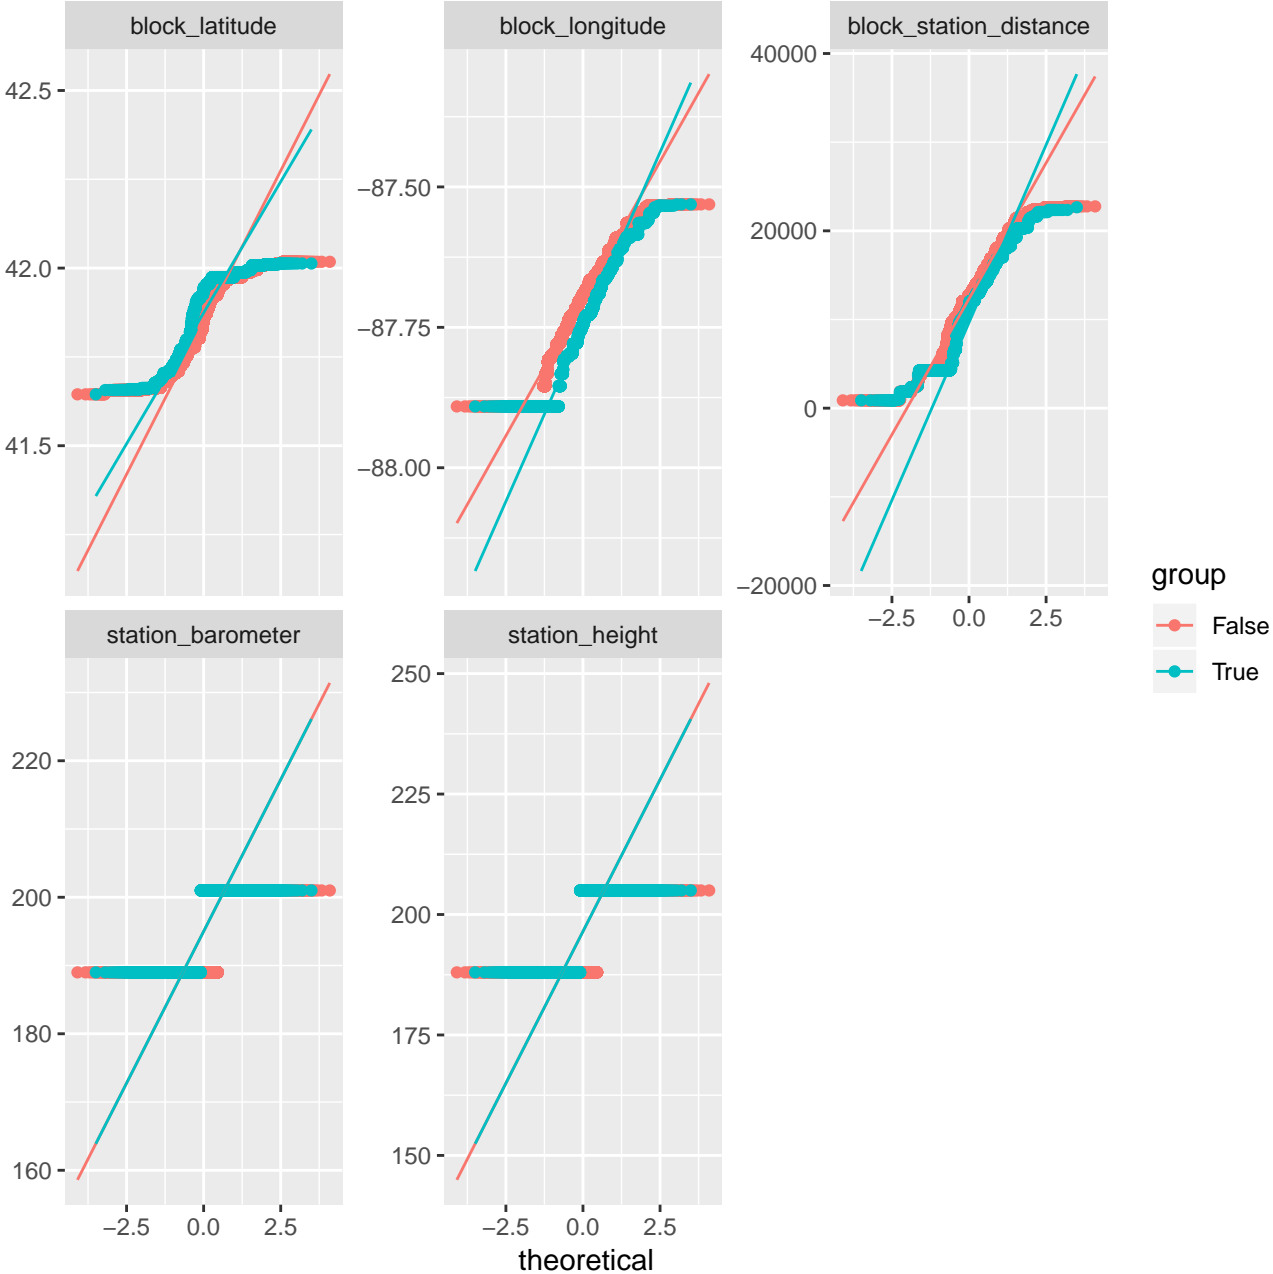 block_latitude
block_longitude
block_station_distance
42.5
42.0
41.5
−87.50
−87.75
−88.00
40000
20000
0
−20000
−2.5 0.0 2.5
group
False
True
station_barometer
station_height
220
200
180
160
250
225
200
175
150
−2.5 0.0 2.5
−2.5 0.0 2.5
theoretical